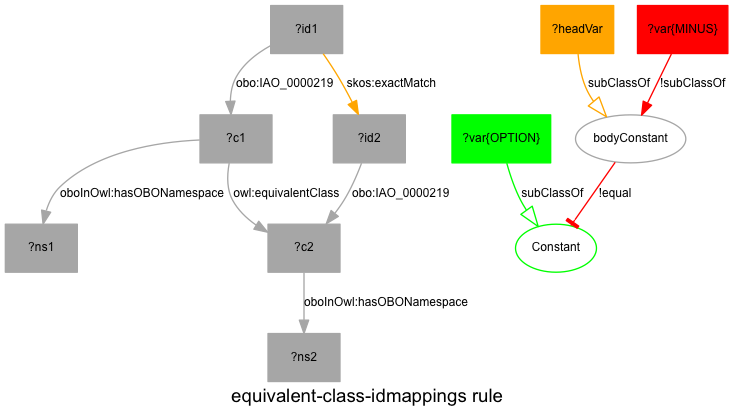 ?id1
?headVar
?var{MINUS}
obo:IAO_0000219
skos:exactMatch
subClassOf
!subClassOf
?c1
?id2
?var{OPTION}
bodyConstant
oboInOwl:hasOBONamespace
owl:equivalentClass
obo:IAO_0000219
subClassOf
!equal
?ns1
?c2
Constant
oboInOwl:hasOBONamespace
?ns2
equivalent-class-idmappings rule